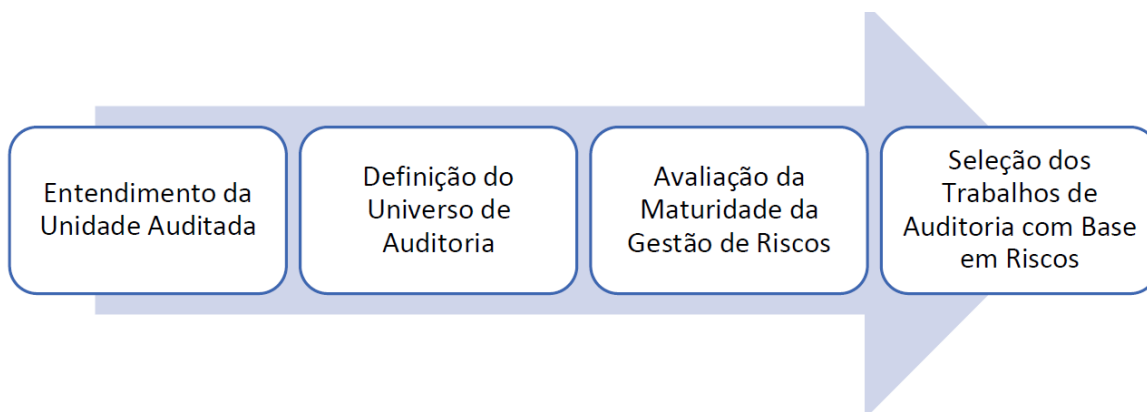 Entendimento da
Unidade Auditada
Definição do
Universo de
Auditoria
Avaliação da
Maturidade da
Gestão de Riscos
Seleção dos
Trabalhos de
Auditoria com Base
em Riscos